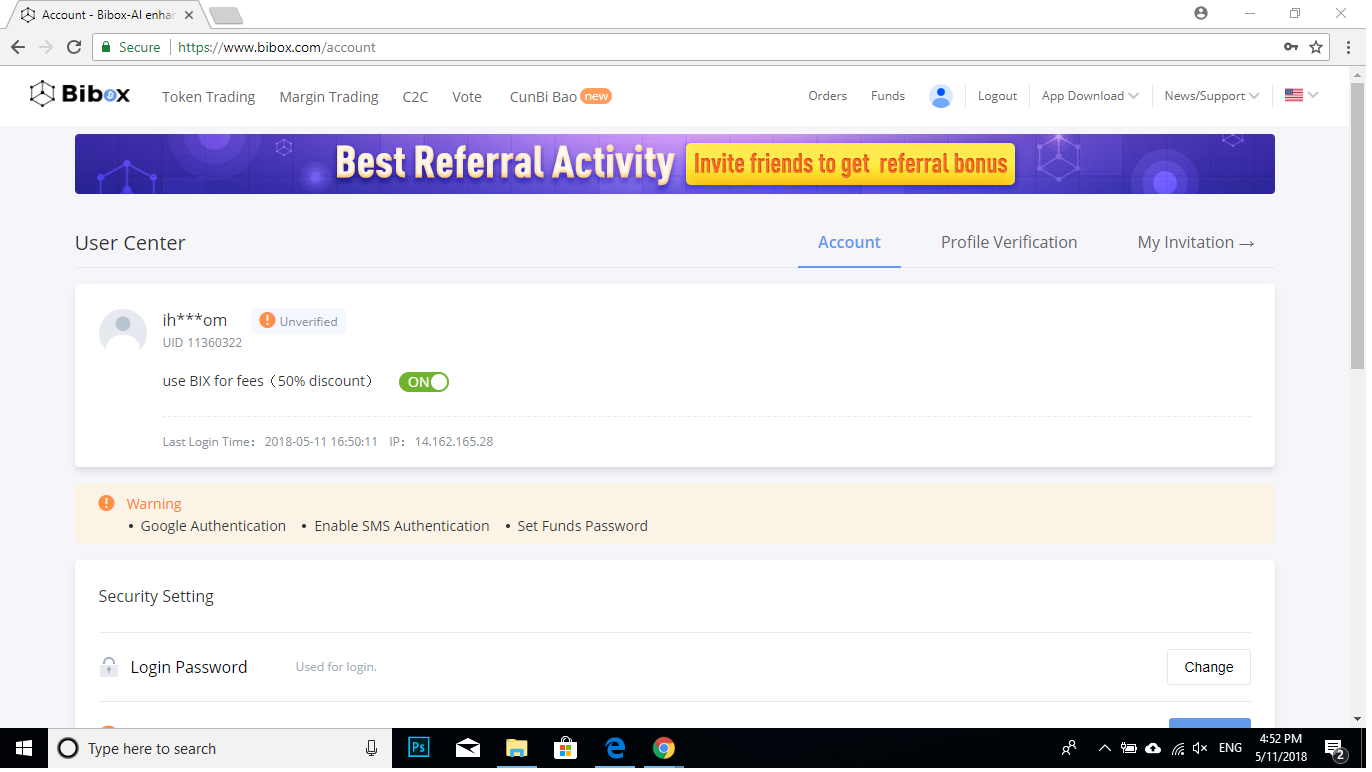 Account - Bibox-AI enhan
Secure https://www.bibox.com/account
Bibox Token Trading Margin Trading C2C Vote CunBi Bao new Orders Funds Logout App Download News/Support
Best Referral Activity Invite friends to get referral bonus
User Center Account Profile Verification My Invitation →
ih***om Unverified
UID 11360322
use BIX for fees（50% discount） ON
Last Login Time： 2018-05-11 16:50:11 IP： 14.162.165.28
Warning
• Google Authentication • Enable SMS Authentication • Set Funds Password
Security Setting
Login Password Used for login. Change
Type here to search Ps ENG 4:52 PM
5/11/2018 2